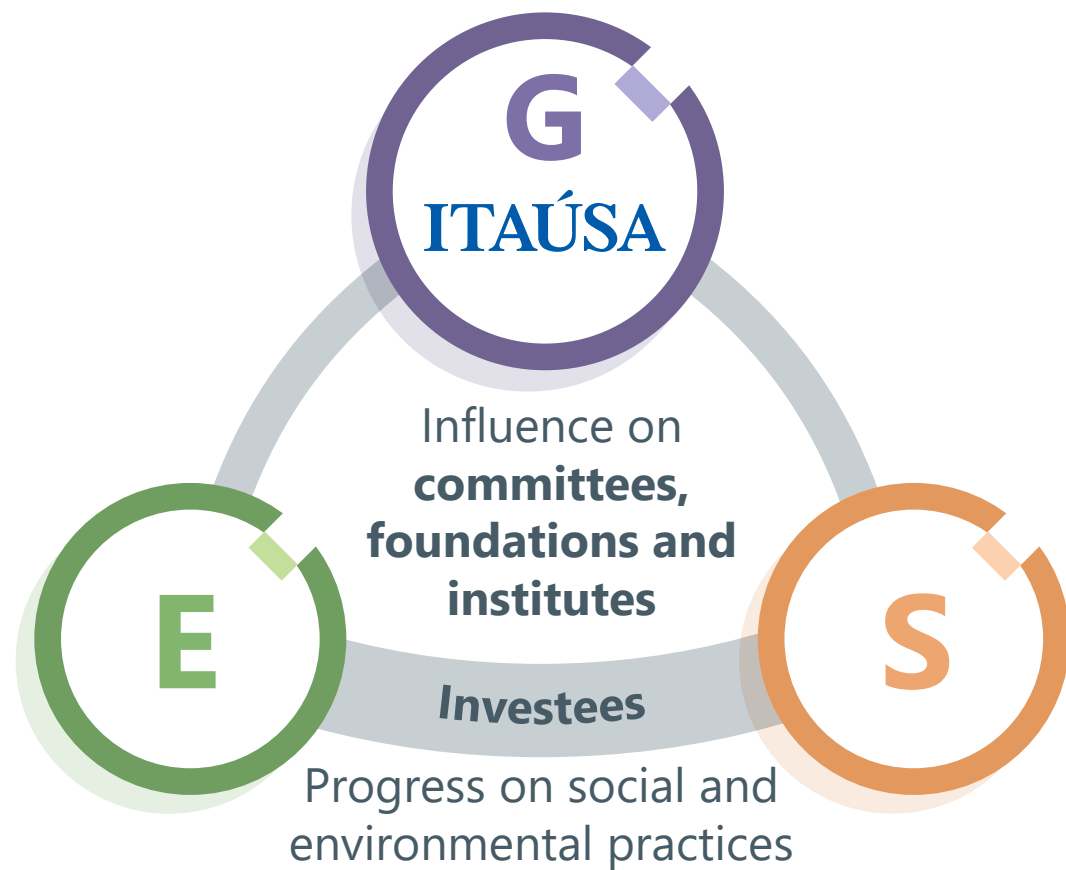 G
ITAÚSA
Influence on
committees,
foundations and
institutes
E
S
Investees
Progress on social and
environmental practices